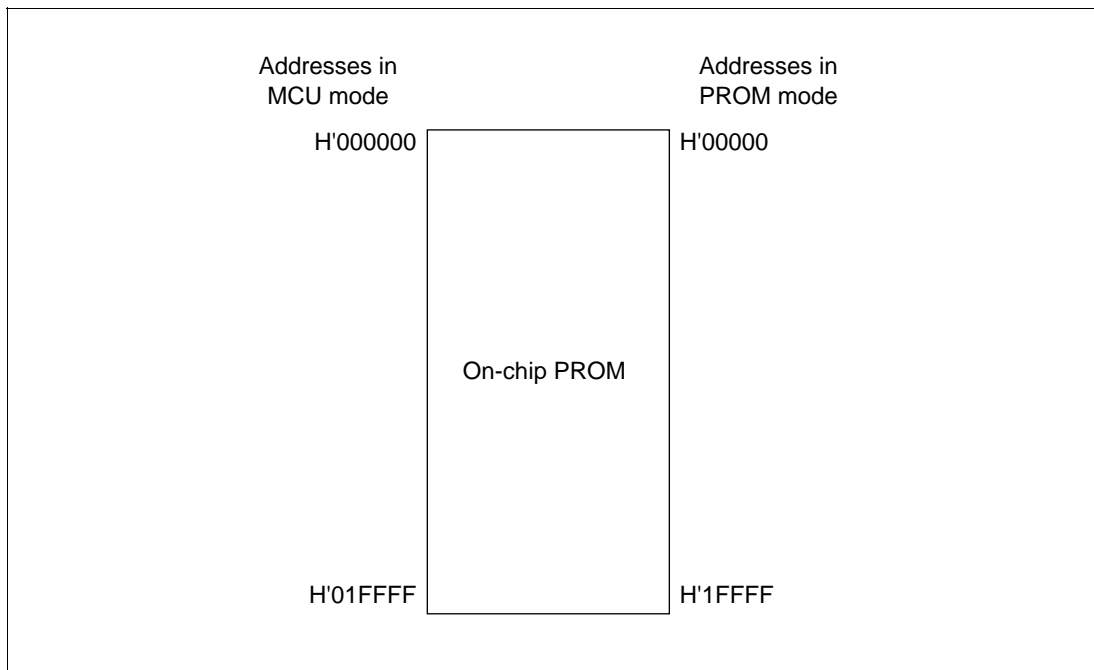 Addresses in
MCU mode
Addresses in
PROM mode
H'000000
H'00000
On-chip PROM
H'01FFFF
H'1FFFF